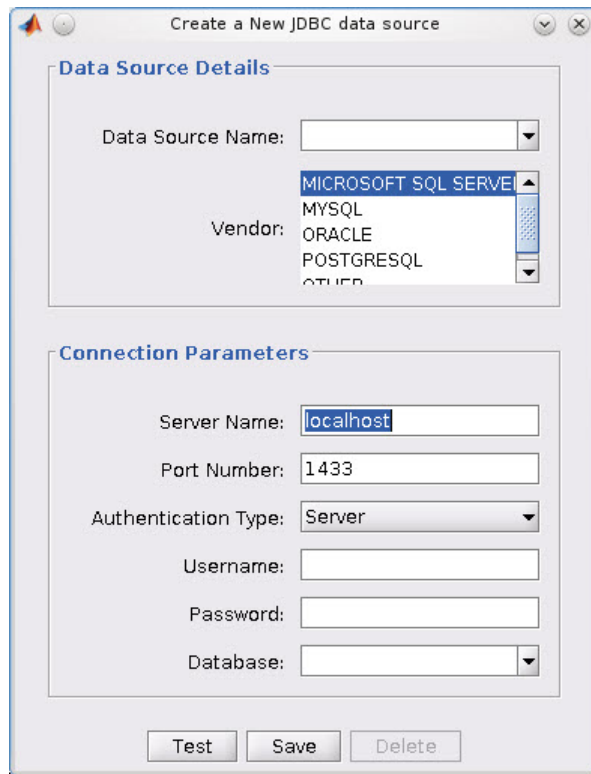 Create a New JDBC data source
Data Source Details
Data Source Name:
Vendor:
MICROSOFT SQL SERVE
MYSQL
ORACLE
POSTGRESQL
OTHER
Connection Parameters
Server Name: localhost
Port Number: 1433
Authentication Type: Server
Username:
Password:
Database:
Test Save Delete